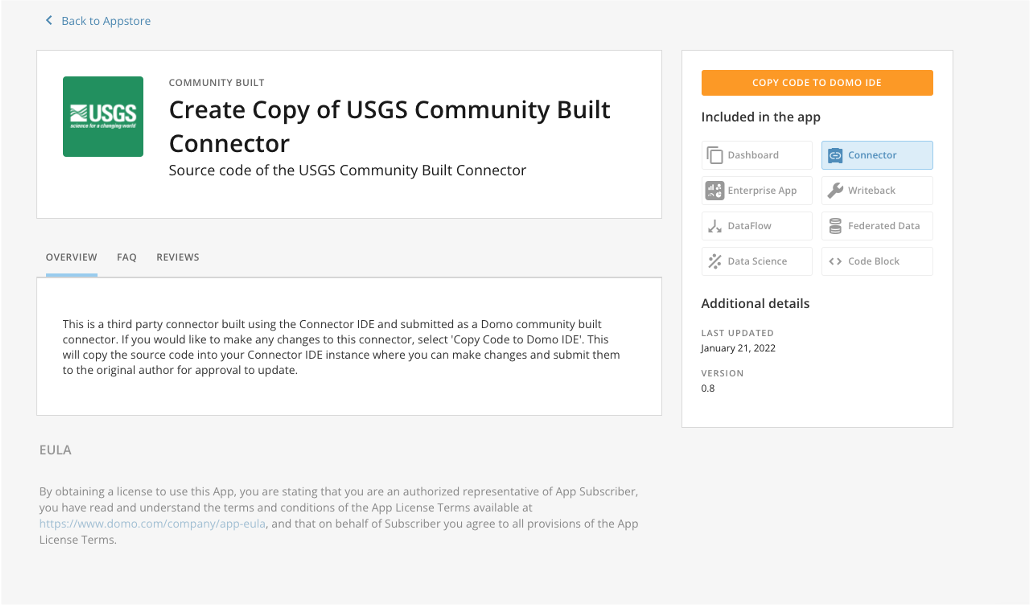 Back to Appstore
USGS
science for a changing world
COMMUNITY BUILT
Create Copy of USGS Community Built
Connector
Source code of the USGS Community Built Connector
OVERVIEW FAQ REVIEWS
This is a third party connector built using the Connector IDE and submitted as a Domo community built
connector. If you would like to make any changes to this connector, select 'Copy Code to Domo IDE'. This
will copy the source code into your Connector IDE instance where you can make changes and submit them
to the original author for approval to update.
EULA
By obtaining a license to use this App, you are stating that you are an authorized representative of App Subscriber,
you have read and understand the terms and conditions of the App License Terms available at
https://www.domo.com/company/app-eula, and that on behalf of Subscriber you agree to all provisions of the App
License Terms.
COPY CODE TO DOMO IDE
Included in the app
Dashboard Connector
Enterprise App Writeback
DataFlow Federated Data
Data Science Code Block
Additional details
LAST UPDATED
January 21, 2022
VERSION
0.8